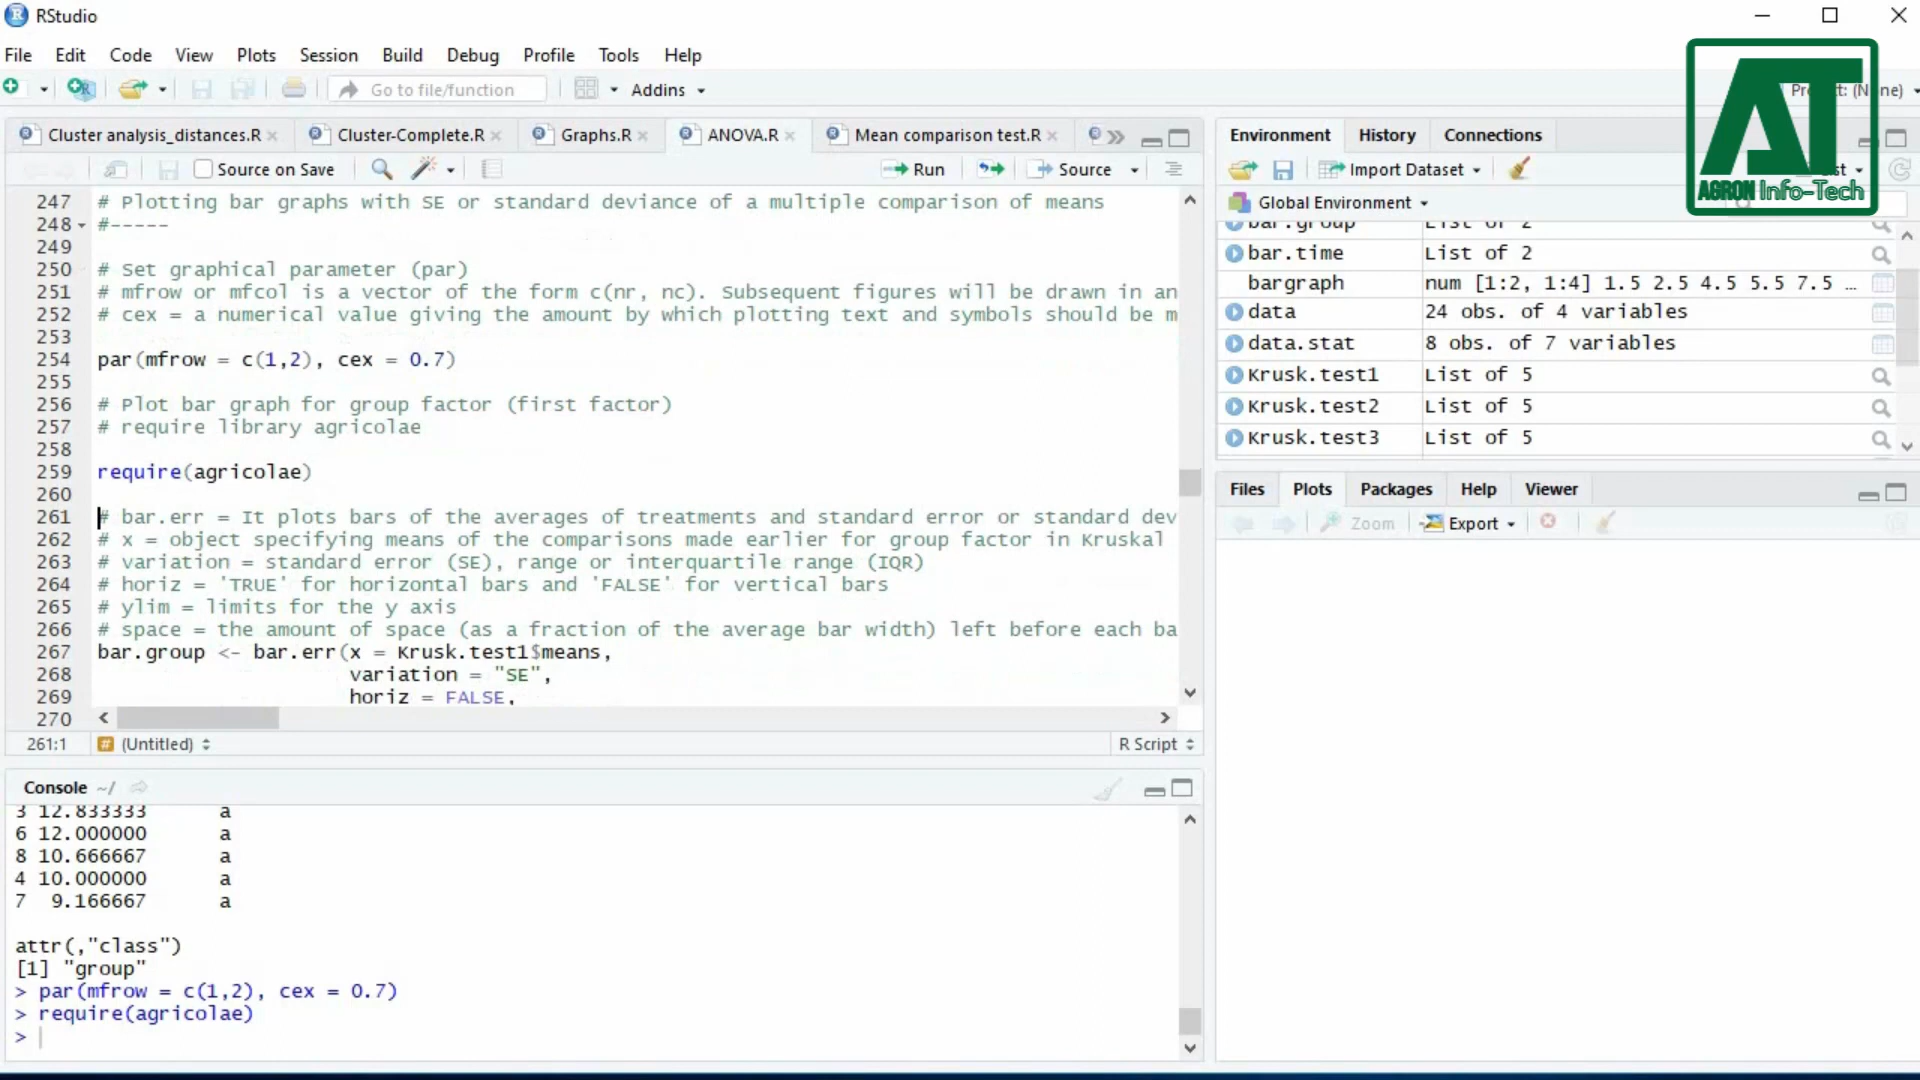 RStudio
File Edit Code View Plots Session Build Debug Profile Tools Help
Go to file/function Addins
AT
AGRON Info-Tech
Cluster analysis_distances.R Cluster-Complete.R Graphs.R ANOVA.R Mean comparison test.R
Source on Save Run Source
247 # Plotting bar graphs with SE or standard deviance of a multiple comparison of means
248 #-----
249
250 # Set graphical parameter (par)
251 # mfrow or mfcol is a vector of the form c(nr, nc). Subsequent figures will be drawn in an
252 # cex = a numerical value giving the amount by which plotting text and symbols should be m
253
254 par(mfrow = c(1,2), cex = 0.7)
255
256 # Plot bar graph for group factor (first factor)
257 # require library agricolae
258
259 require(agricolae)
260
261 # bar.err = It plots bars of the averages of treatments and standard error or standard dev
262 # x = object specifying means of the comparisons made earlier for group factor in Kruskal
263 # variation = standard error (SE), range or interquartile range (IQR)
264 # horiz = 'TRUE' for horizontal bars and 'FALSE' for vertical bars
265 # ylim = limits for the y axis
266 # space = the amount of space (as a fraction of the average bar width) left before each ba
267 bar.group <- bar.err(x = Krusk.test1$means,
268 variation = "SE",
269 horiz = FALSE,
270
261:1 # (Untitled) R Script
Console ~/
3 12.833333 a
6 12.000000 a
8 10.666667 a
4 10.000000 a
7 9.166667 a
attr(,"class")
[1] "group"
> par(mfrow = c(1,2), cex = 0.7)
> require(agricolae)
>
Environment History Connections
Import Dataset
Global Environment
bar.group List of 2
bar.time List of 2
bargraph num [1:2, 1:4] 1.5 2.5 4.5 5.5 7.5 ...
data 24 obs. of 4 variables
data.stat 8 obs. of 7 variables
Krusk.test1 List of 5
Krusk.test2 List of 5
Krusk.test3 List of 5
Files Plots Packages Help Viewer
Zoom Export